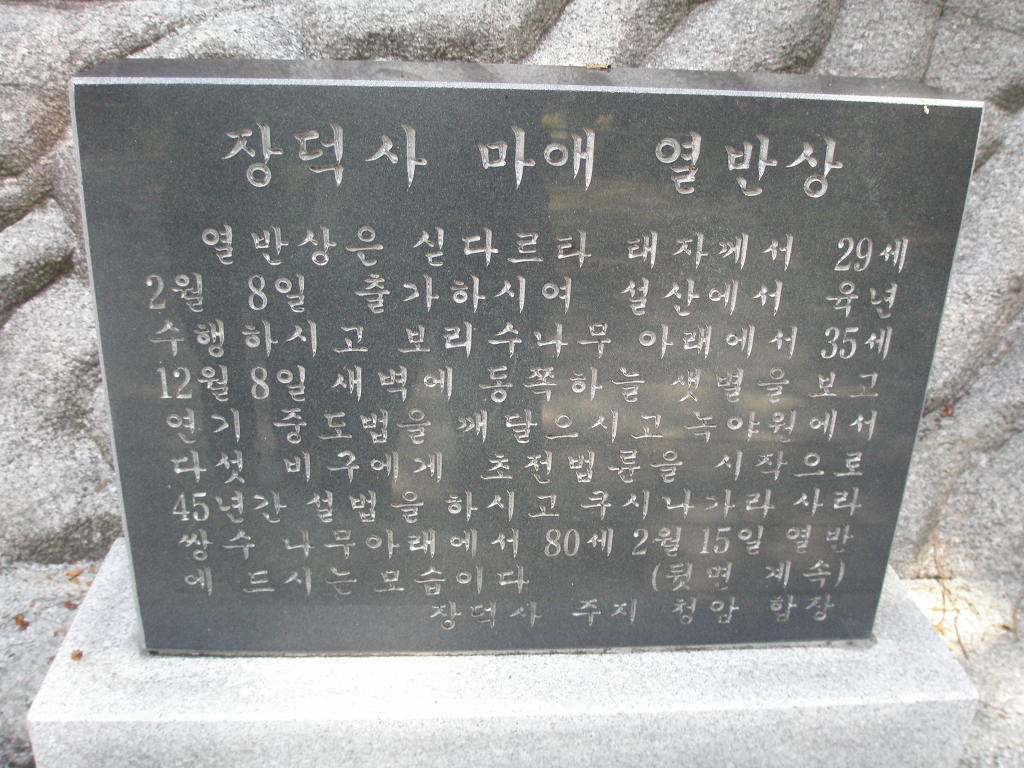 장덕사 마애 열반상
열반상은 싣다르타 태자께서 29세
2월 8일 출가하시여 설산에서 육년
수행하시고 보리수나무 아래에서 35세
12월 8일 새벽에 동쪽하늘 샛별을 보고
연기 중도법을 깨달으시고 녹야원에서
다섯 비구에게 초전법륜을 시작으로
45년간 설법을 하시고 쿠시나가라 사라
쌍수 나무아래에서 80세 2월 15일 열반
에 드시는 모습이다 (뒷면 계속)
장덕사 주지 청암 합장